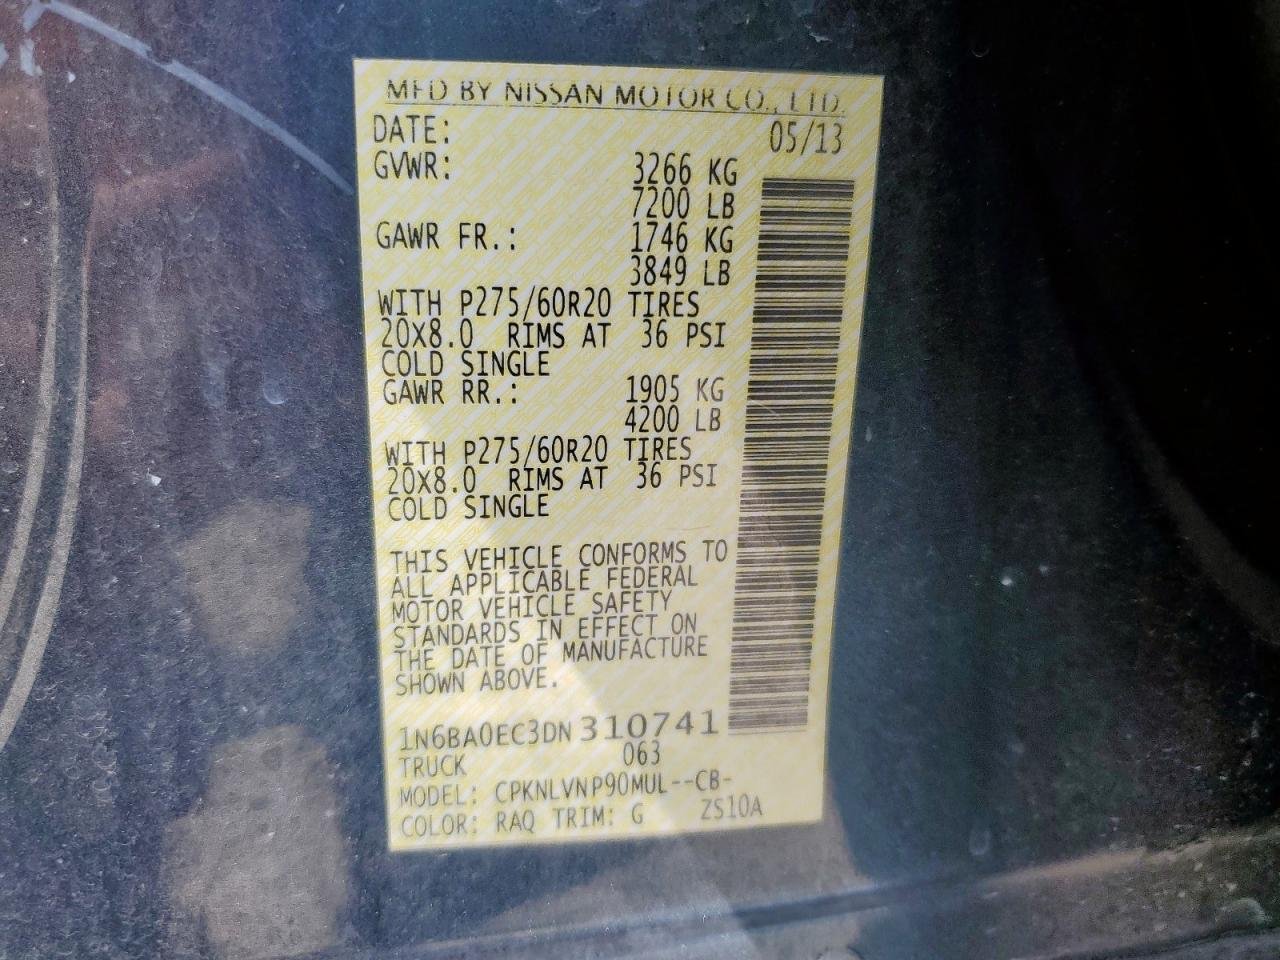 MFD BY NISSAN MOTOR CO., LTD.
DATE: 05/13
GVWR: 3266 KG
7200 LB
GAWR FR.: 1746 KG
3849 LB
WITH P275/60R20 TIRES
20X8.0 RIMS AT 36 PSI
COLD SINGLE
GAWR RR.: 1905 KG
4200 LB
WITH P275/60R20 TIRES
20X8.0 RIMS AT 36 PSI
COLD SINGLE
THIS VEHICLE CONFORMS TO
ALL APPLICABLE FEDERAL
MOTOR VEHICLE SAFETY
STANDARDS IN EFFECT ON
THE DATE OF MANUFACTURE
SHOWN ABOVE.
1N6BA0EC3DN310741
TRUCK 063
MODEL: CPKNLVNP90MUL--CB-
COLOR: RAQ TRIM: G ZS10A